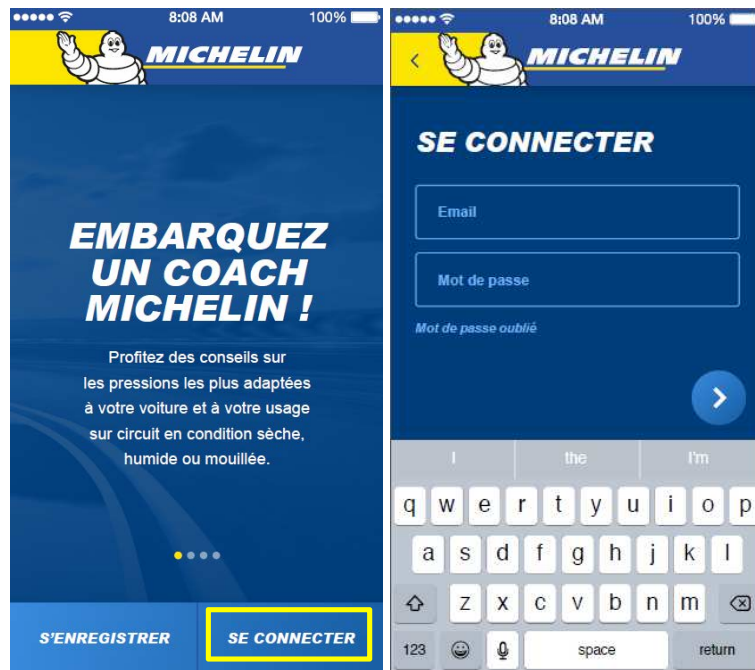 8:08 AM
100%
MICHELIN
EMBARQUEZ
UN COACH
MICHELIN !
Profitez des conseils sur
les pressions les plus adaptées
à votre voiture et à votre usage
sur circuit en condition sèche,
humide ou mouillée.
S'ENREGISTRER
SE CONNECTER
8:08 AM
100%
MICHELIN
SE CONNECTER
Email
Mot de passe
Mot de passe oublié
I the I'm
q w e r t y u i o p
a s d f g h j k l
z x c v b n m
123 space return